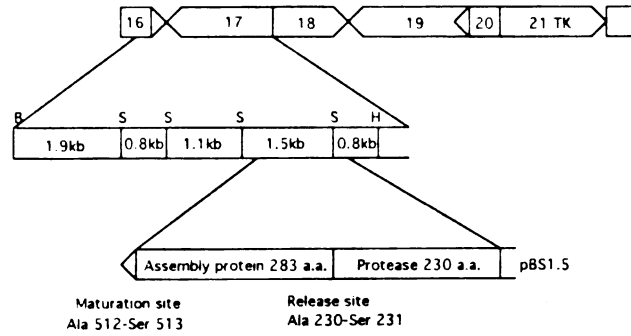 16 17 18 19 20 21 TK
B S S S S H
1.9kb 0.8kb 1.1kb 1.5kb 0.8kb
Assembly protein 283 a.a. Protease 230 a.a. pBS1.5
Maturation site Release site
Ala 512-Ser 513 Ala 230-Ser 231